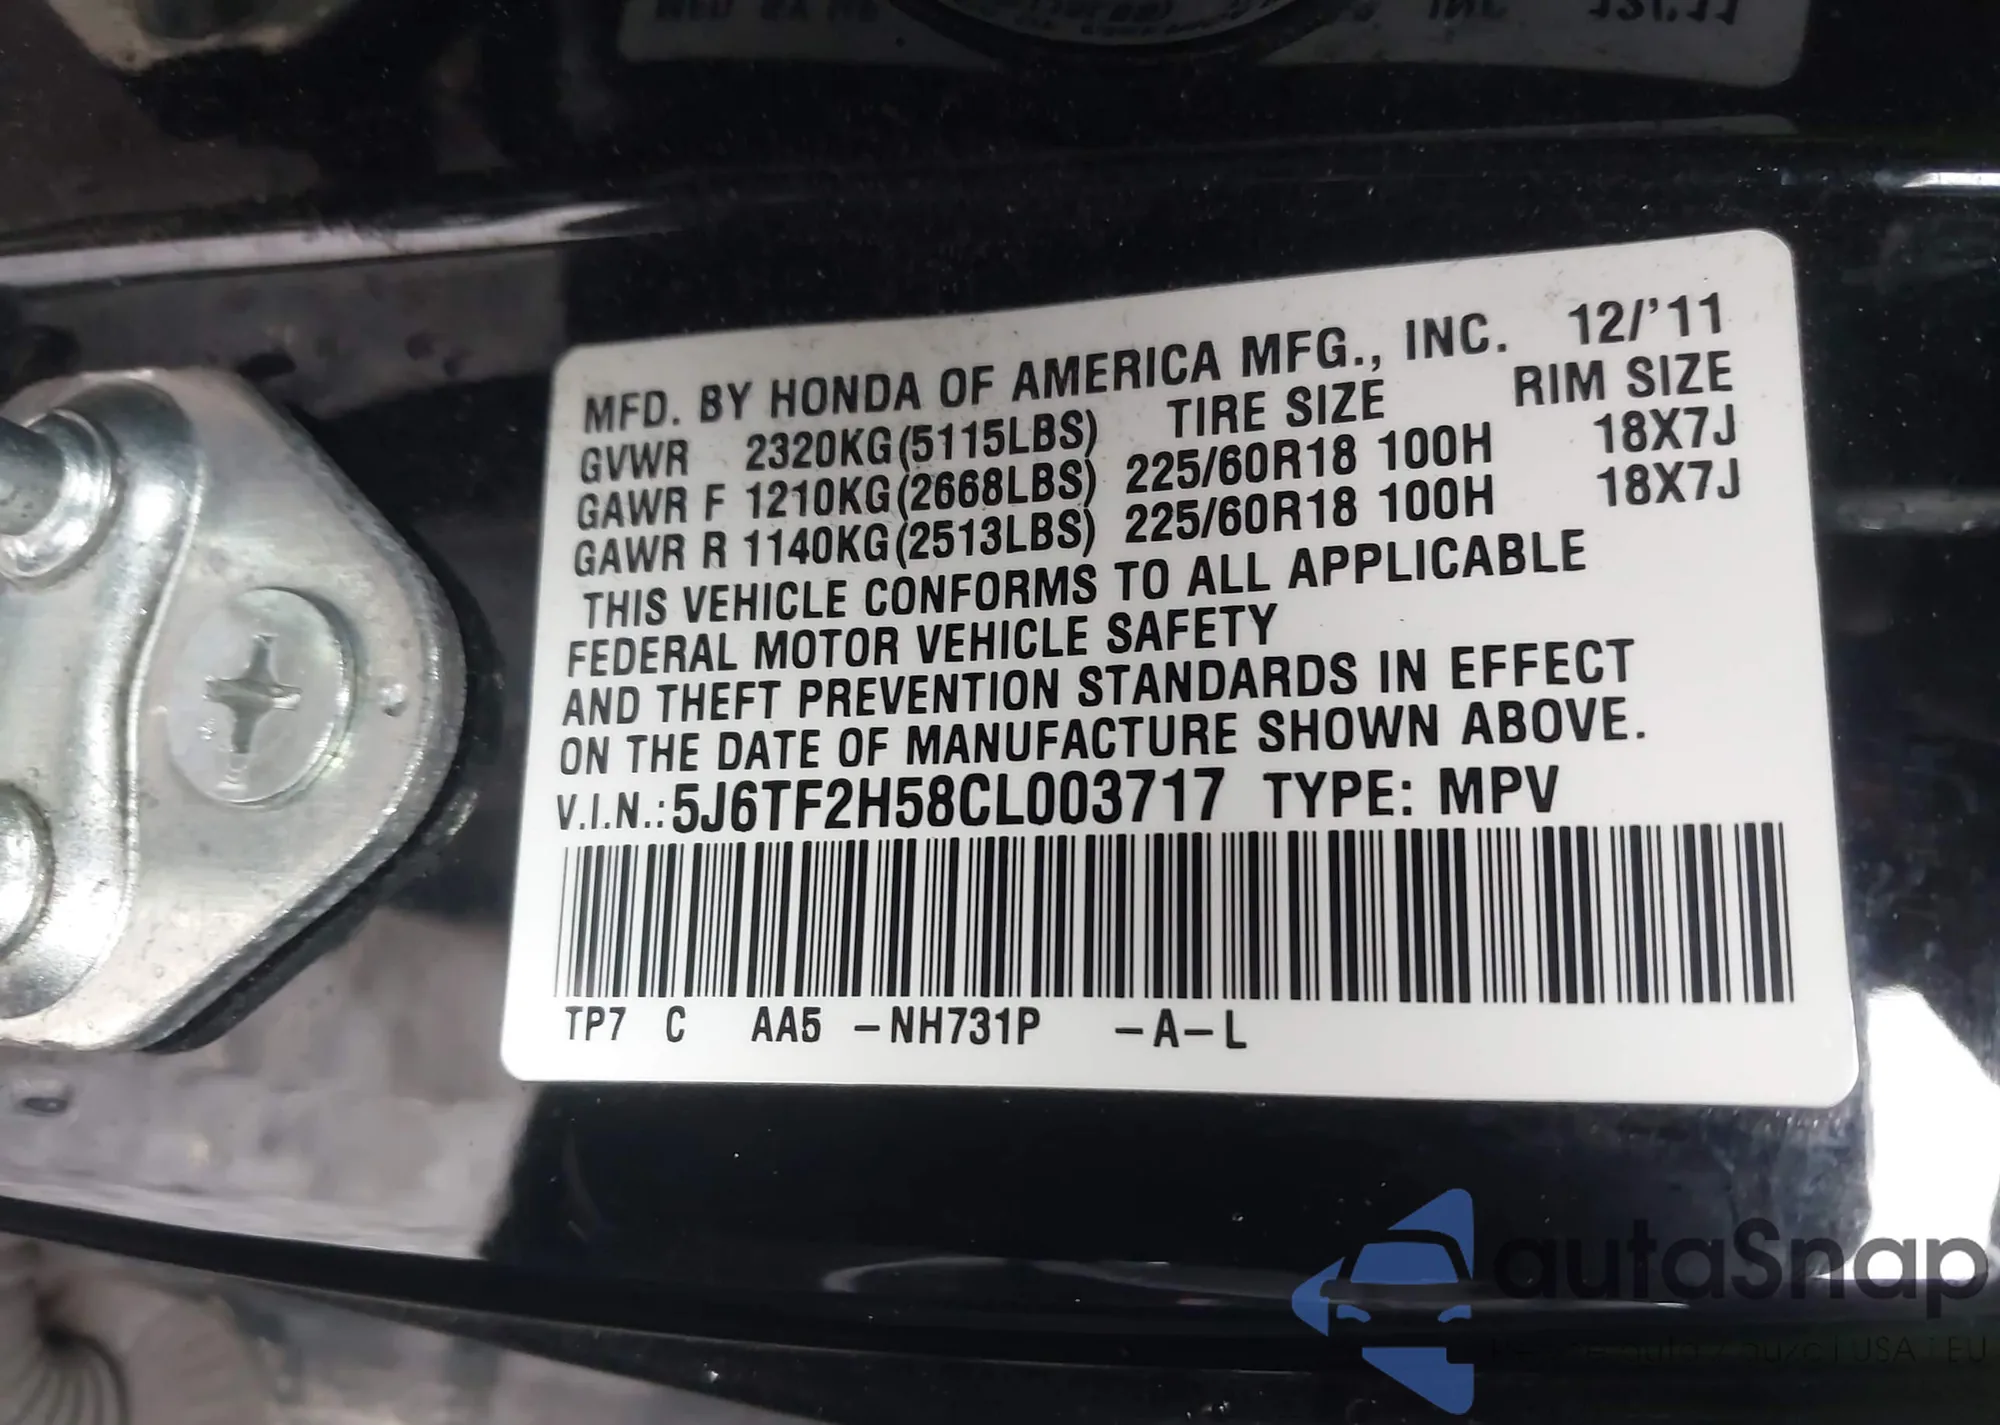 MFD. BY HONDA OF AMERICA MFG., INC. 12/'11
GVWR 2320KG(5115LBS) TIRE SIZE RIM SIZE
GAWR F 1210KG(2668LBS) 225/60R18 100H 18X7J
GAWR R 1140KG(2513LBS) 225/60R18 100H 18X7J
THIS VEHICLE CONFORMS TO ALL APPLICABLE
FEDERAL MOTOR VEHICLE SAFETY
AND THEFT PREVENTION STANDARDS IN EFFECT
ON THE DATE OF MANUFACTURE SHOWN ABOVE.
V.I.N.: 5J6TF2H58CL003717 TYPE: MPV
TP7 C AA5 -NH731P -A-L
autaSnap
USA | EU